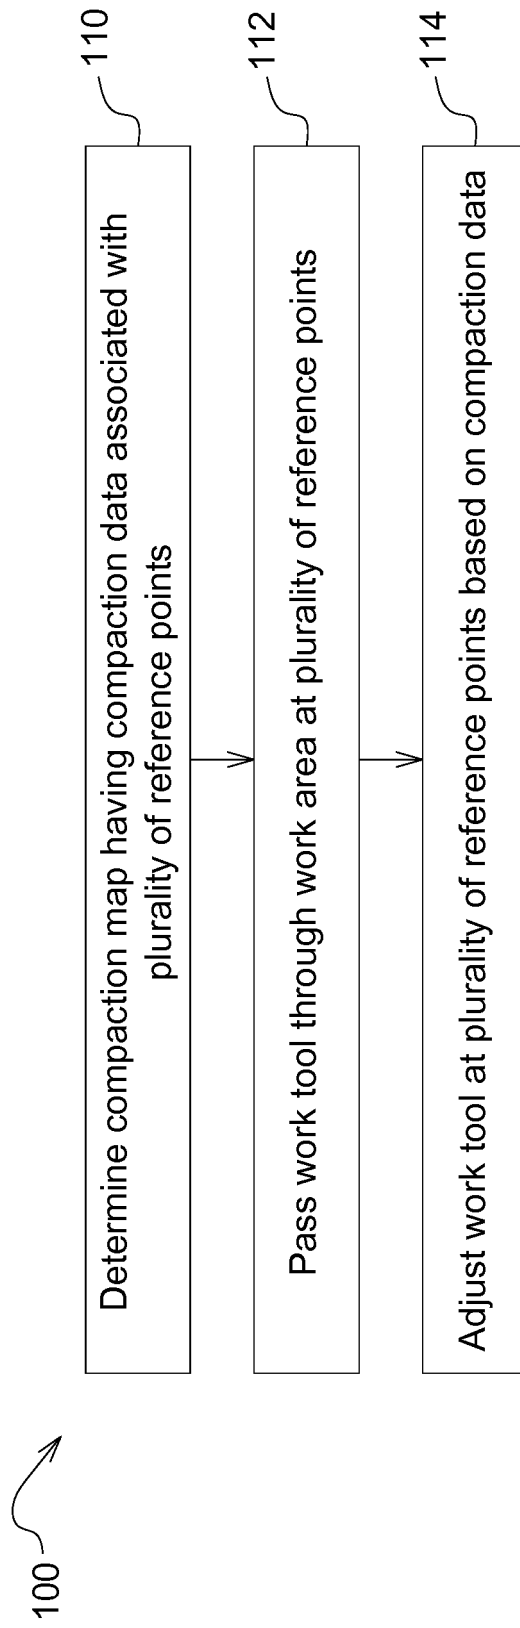 100
110
Determine compaction map having compaction data associated with
plurality of reference points
112
Pass work tool through work area at plurality of reference points
114
Adjust work tool at plurality of reference points based on compaction data